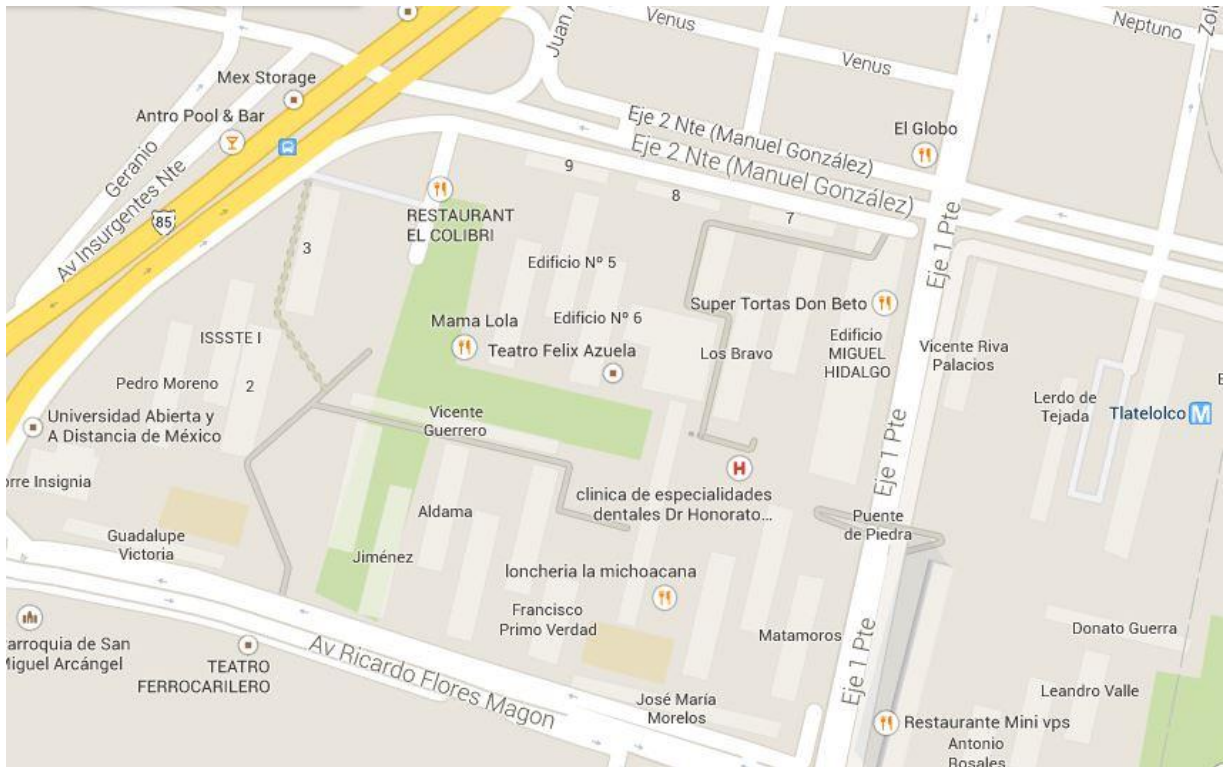 Venus
Neptuno
Juan
Zol
Venus
Mex Storage
Antro Pool & Bar
Eje 2 Nte (Manuel González)
El Globo
Eje 2 Nte (Manuel González)
Geranio
9
8
7
RESTAURANT
EL COLIBRI
85
Av Insurgentes Nte
3
Edificio Nº 5
Eje 1 Pte
Super Tortas Don Beto
Mama Lola
Edificio Nº 6
ISSSTE I
Teatro Felix Azuela
Los Bravo
Edificio
MIGUEL
HIDALGO
Vicente Riva
Palacios
Pedro Moreno
2
Lerdo de
Tejada
Tlatelolco
M
E
Universidad Abierta y
A Distancia de México
Vicente
Guerrero
Eje 1 Pte
H
orre Insignia
clinica de especialidades
dentales Dr Honorato...
Aldama
Puente
de Piedra
Guadalupe
Victoria
Jiménez
loncheria la michoacana
Francisco
Primo Verdad
Matamoros
Donato Guerra
Eje 1 Pte
arroquia de San
Miguel Arcángel
TEATRO
FERROCARILERO
Av Ricardo Flores Magon
José María
Morelos
Leandro Valle
Restaurante Mini vps
Antonio
Rosales